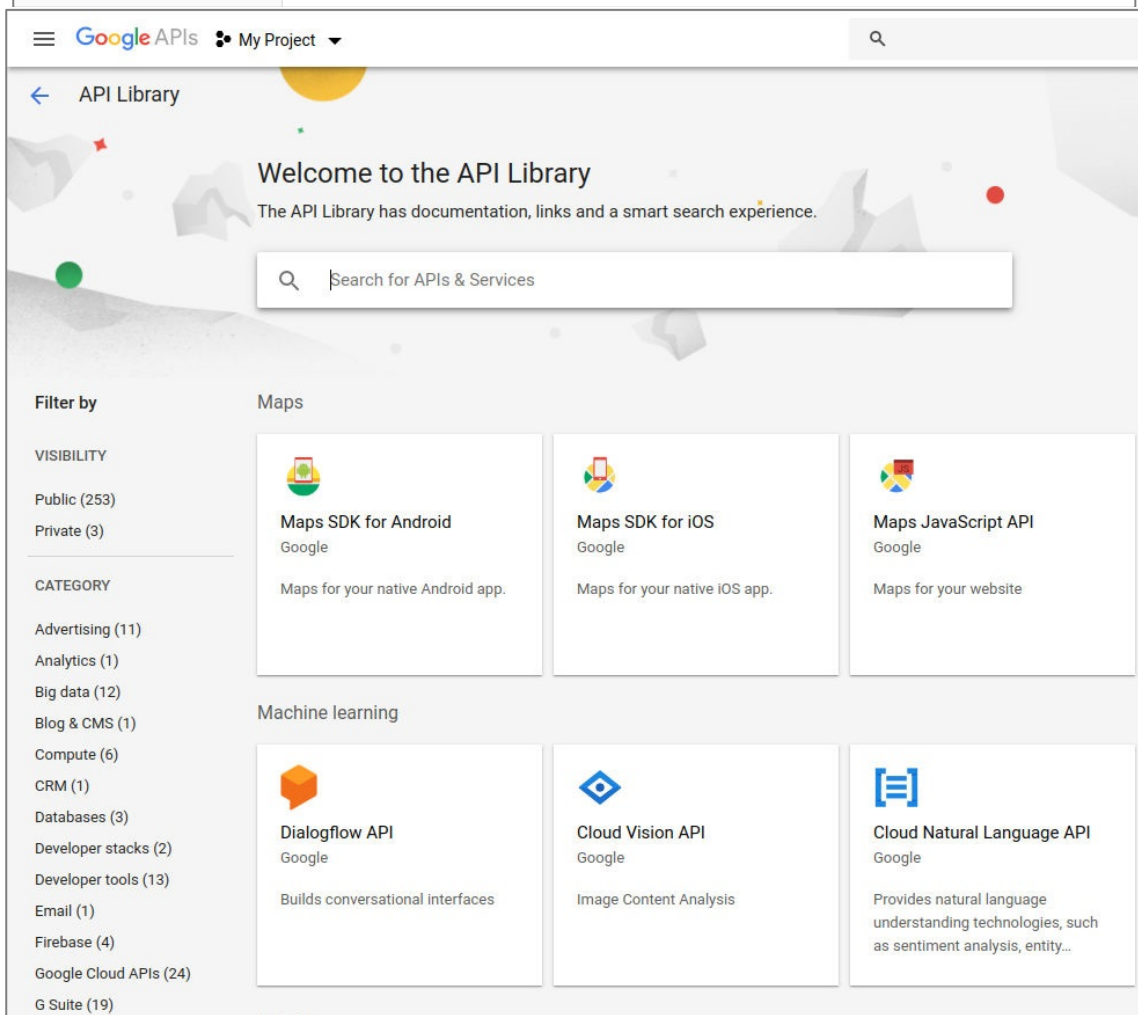 Google APIs My Project
API Library
Welcome to the API Library
The API Library has documentation, links and a smart search experience.
Search for APIs & Services
Filter by
VISIBILITY
Public (253)
Private (3)
CATEGORY
Advertising (11)
Analytics (1)
Big data (12)
Blog & CMS (1)
Compute (6)
CRM (1)
Databases (3)
Developer stacks (2)
Developer tools (13)
Email (1)
Firebase (4)
Google Cloud APIs (24)
G Suite (19)
Maps
Maps SDK for Android
Google
Maps for your native Android app.
Maps SDK for iOS
Google
Maps for your native iOS app.
JS
Maps JavaScript API
Google
Maps for your website
Machine learning
Dialogflow API
Google
Builds conversational interfaces
Cloud Vision API
Google
Image Content Analysis
Cloud Natural Language API
Google
Provides natural language
understanding technologies, such
as sentiment analysis, entity...